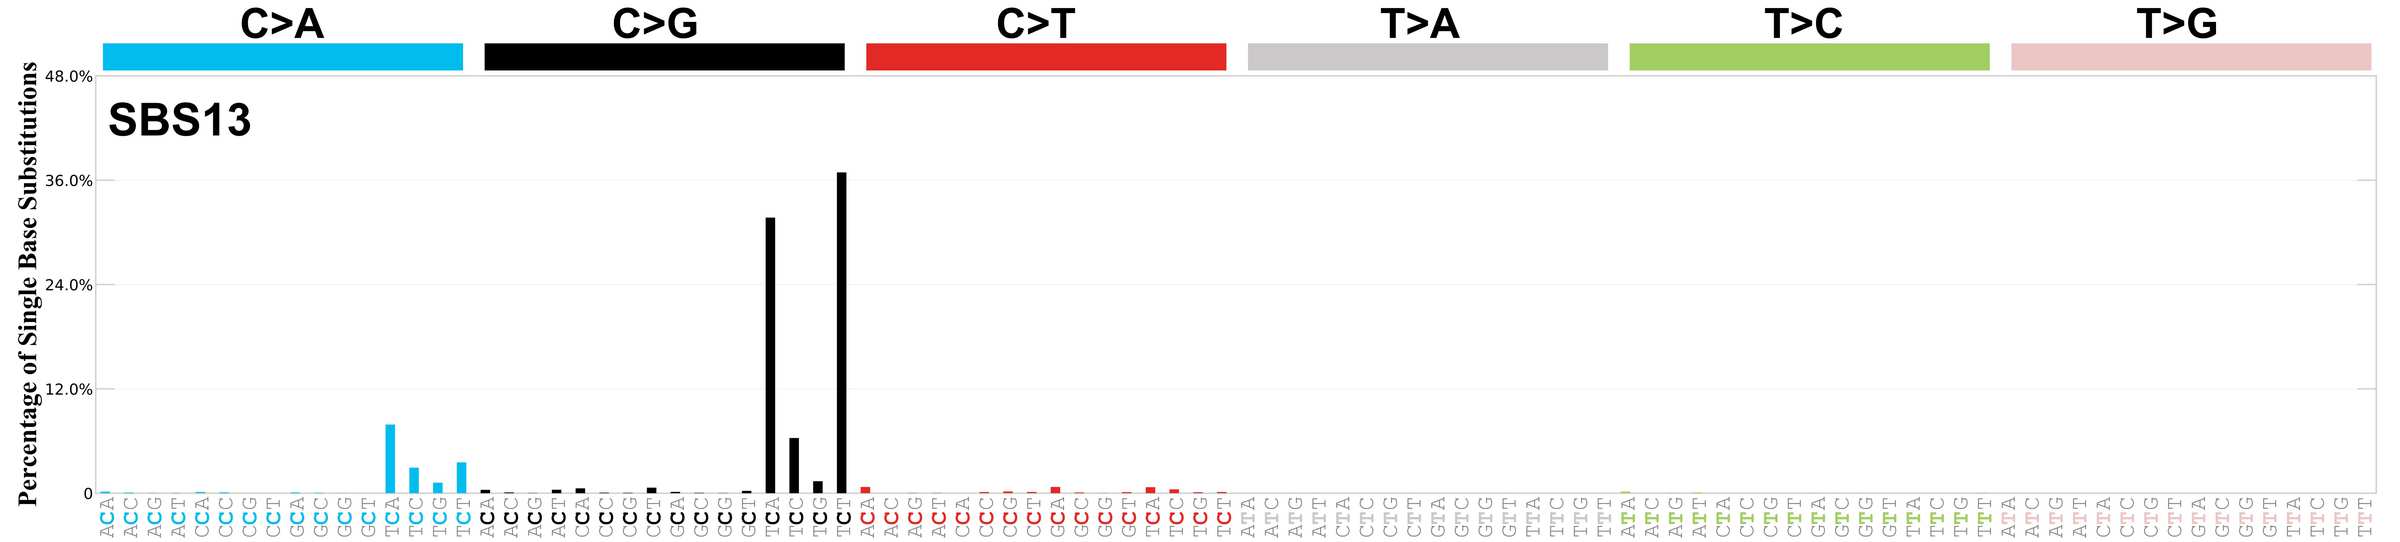 C>A C>G C>T T>A T>C T>G
Percentage of Single Base Substitutions
48.0%
SBS13
36.0%
24.0%
12.0%
0
ACA ACC ACG ACT CCA CCC CCG CCT GCA GCC GCG GCT TCA TCC TCG TCT ACA ACC ACG ACT CCA CCC CCG CCT GCA GCC GCG GCT TCA TCC TCG TCT ACA ACC ACG ACT CCA CCC CCG CCT GCA GCC GCG GCT TCA TCC TCG TCT ATA ATC ATG ATT CTA CTC CTG CTT GTA GTC GTG GTT TTA TTC TTG TTT ATA ATC ATG ATT CTA CTC CTG CTT GTA GTC GTG GTT TTA TTC TTG TTT ATA ATC ATG ATT CTA CTC CTG CTT GTA GTC GTG GTT TTA TTC TTG TTT